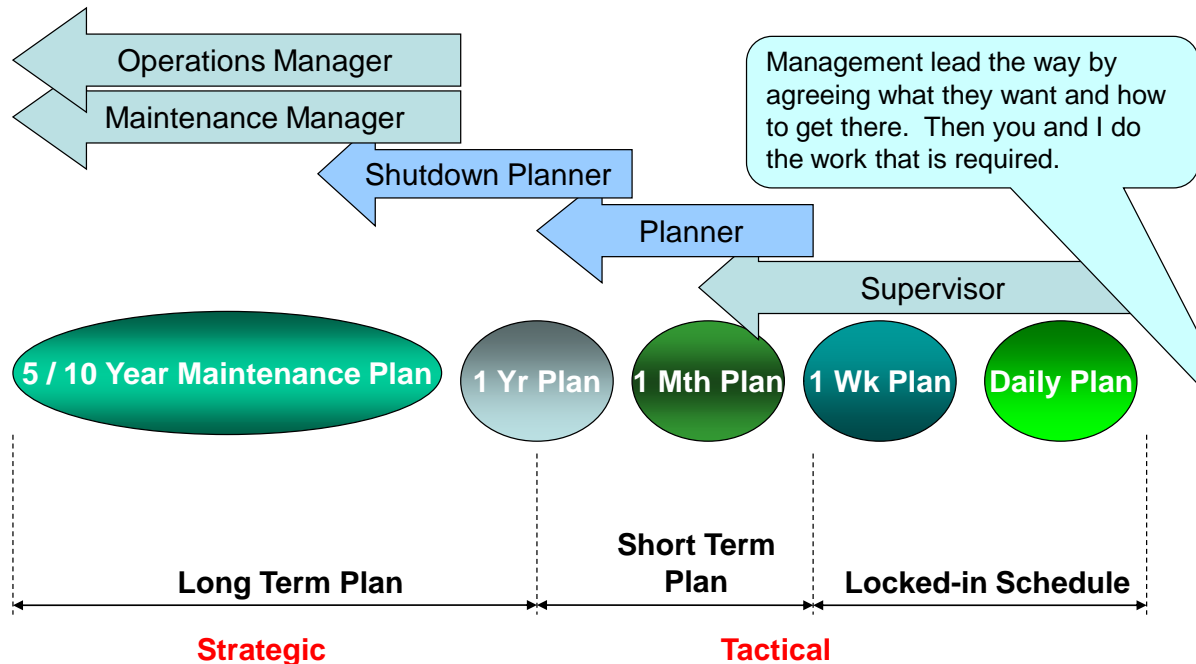 Operations Manager
Maintenance Manager
Management lead the way by
agreeing what they want and how
to get there.  Then you and I do
the work that is required.
Shutdown Planner
Planner
Supervisor
5 / 10 Year Maintenance Plan
1 Yr Plan
1 Mth Plan
1 Wk Plan
Daily Plan
Long Term Plan
Short Term
Plan
Locked-in Schedule
Strategic
Tactical